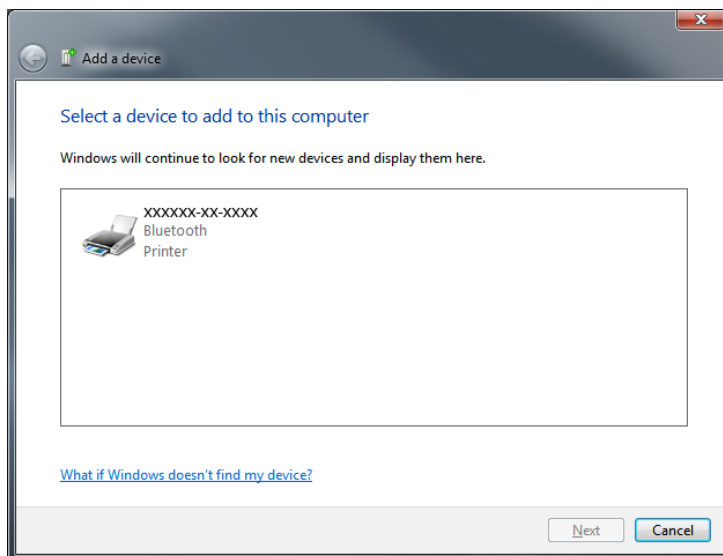 Add a device
Select a device to add to this computer
Windows will continue to look for new devices and display them here.
XXXXXX-XX-XXXX
Bluetooth
Printer
What if Windows doesn't find my device?
Next
Cancel